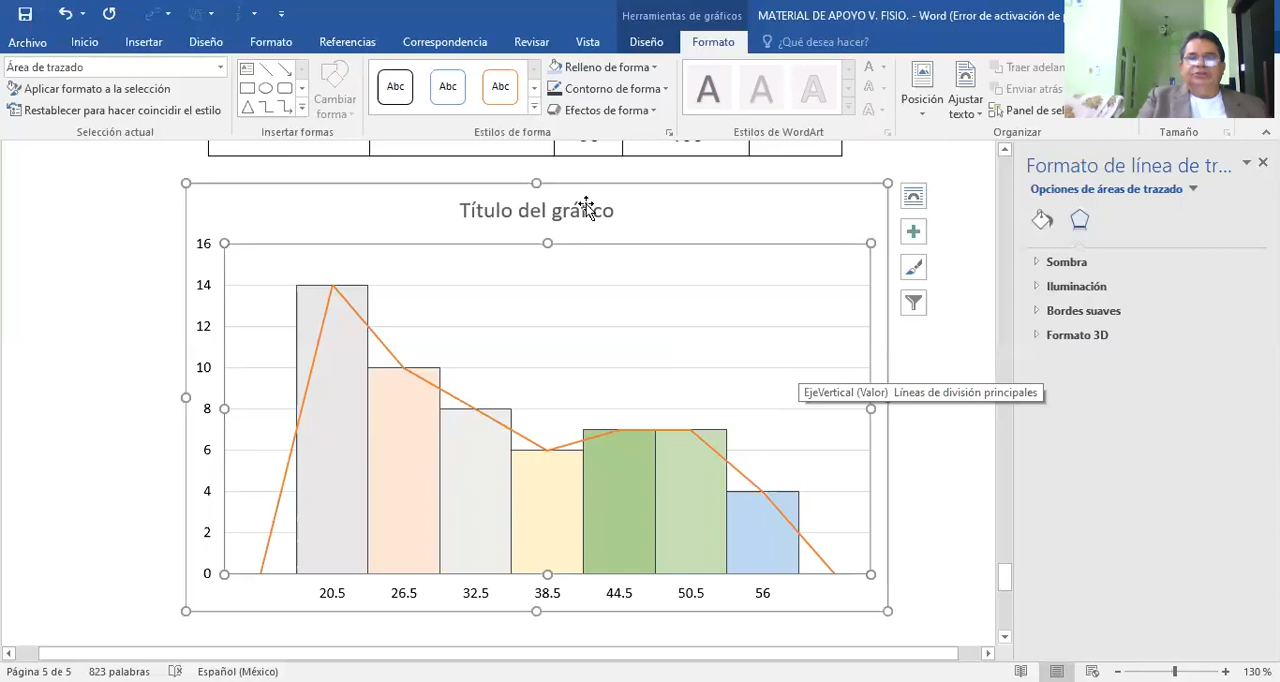 Herramientas de gráficos
MATERIAL DE APOYO V. FISIO. - Word (Error de activación de
Archivo Inicio Insertar Diseño Formato Referencias Correspondencia Revisar Vista Diseño Formato ¿Qué desea hacer?
Área de trazado
Aplicar formato a la selección
Restablecer para hacer coincidir el estilo
Selección actual
Cambiar
forma
Insertar formas
Abc Abc Abc
Relleno de forma
Contorno de forma
Efectos de forma
Estilos de forma
A A A
Estilos de WordArt
Posición
Ajustar
texto
Traer adelan
Enviar atrás
Panel de sel
Organizar
Tamaño
Título del gráfico
16
14
12
10
8
6
4
2
0
20.5 26.5 32.5 38.5 44.5 50.5 56
EjeVertical (Valor) Líneas de división principales
Formato de línea de tr...
Opciones de áreas de trazado
Sombra
Iluminación
Bordes suaves
Formato 3D
Página 5 de 5 823 palabras Español (México) 130 %